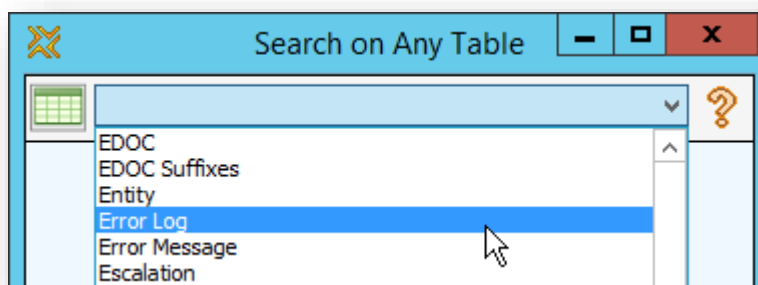 Search on Any Table
EDOC
EDOC Suffixes
Entity
Error Log
Error Message
Escalation